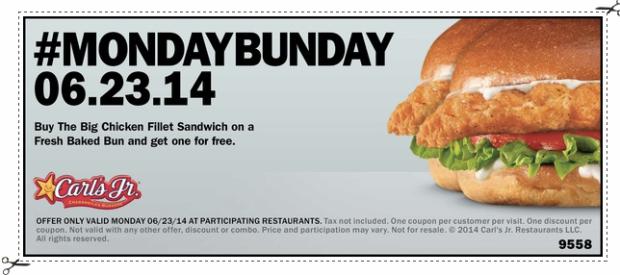 #MONDAYBUNDAY
06.23.14
Buy The Big Chicken Fillet Sandwich on a
Fresh Baked Bun and get one for free.
Carl's Jr.
CHARBROILED BURGERS
OFFER ONLY VALID MONDAY 06/23/14 AT PARTICIPATING RESTAURANTS. Tax not included. One coupon per customer per visit. One discount per
coupon. Not valid with any other offer, discount or combo. Price and participation may vary. Not for resale. © 2014 Carl's Jr. Restaurants LLC.
All rights reserved.
9558